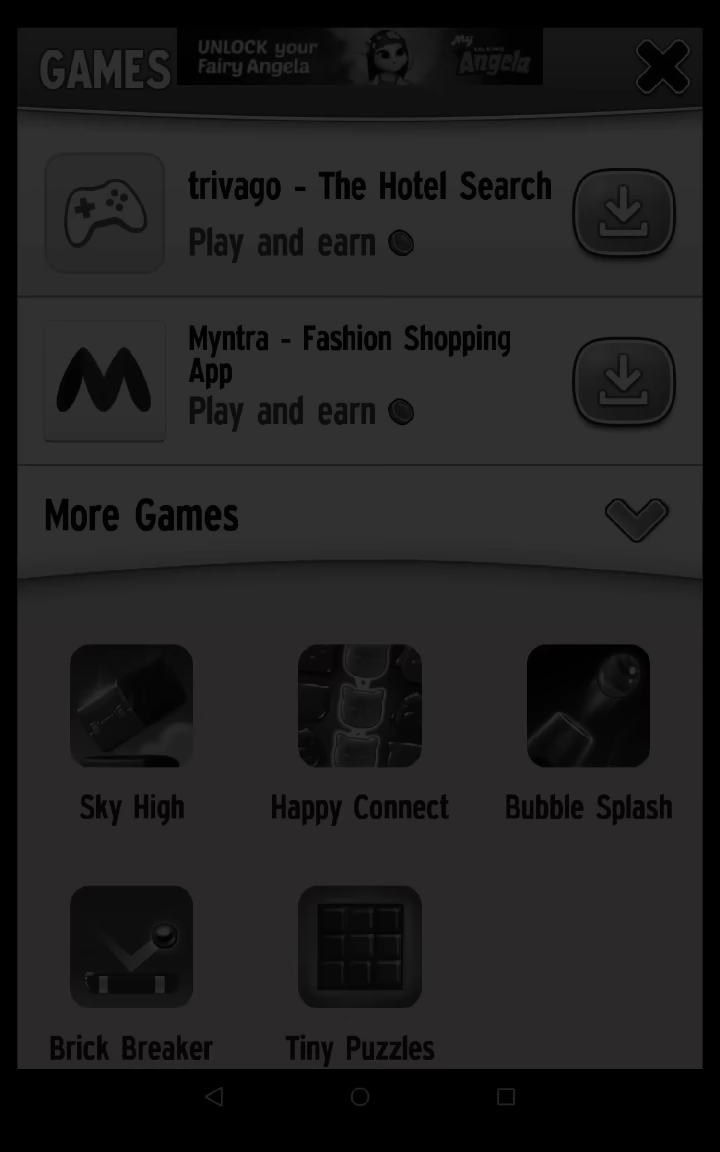 GAMES
UNLOCK your
Fairy Angela
My
TALKING
Angela
trivago - The Hotel Search
Play and earn
Myntra - Fashion Shopping
App
Play and earn
More Games
Sky High
Happy Connect
Bubble Splash
Brick Breaker
Tiny Puzzles